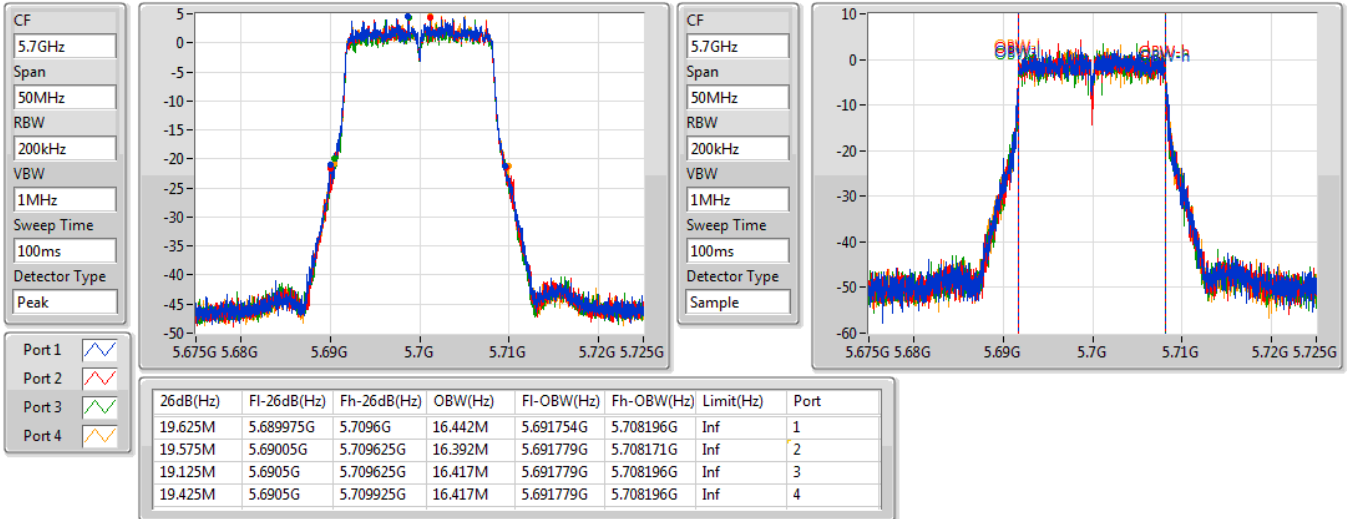 CF
5.7GHz
Span
50MHz
RBW
200kHz
VBW
1MHz
Sweep Time
100ms
Detector Type
Peak
5
0
-5
-10
-15
-20
-25
-30
-35
-40
-45
-50
5.675G 5.68G 5.69G 5.7G 5.71G 5.72G 5.725G
CF
5.7GHz
Span
50MHz
RBW
200kHz
VBW
1MHz
Sweep Time
100ms
Detector Type
Sample
10
0
-10
-20
-30
-40
-50
-60
OBW-h
5.675G 5.68G 5.69G 5.7G 5.71G 5.72G 5.725G
Port 1
Port 2
Port 3
Port 4
26dB(Hz) Fl-26dB(Hz) Fh-26dB(Hz) OBW(Hz) Fl-OBW(Hz) Fh-OBW(Hz) Limit(Hz) Port
19.625M 5.689975G 5.7096G 16.442M 5.691754G 5.708196G Inf 1
19.575M 5.69005G 5.709625G 16.392M 5.691779G 5.708171G Inf 2
19.125M 5.6905G 5.709625G 16.417M 5.691779G 5.708196G Inf 3
19.425M 5.6905G 5.709925G 16.417M 5.691779G 5.708196G Inf 4